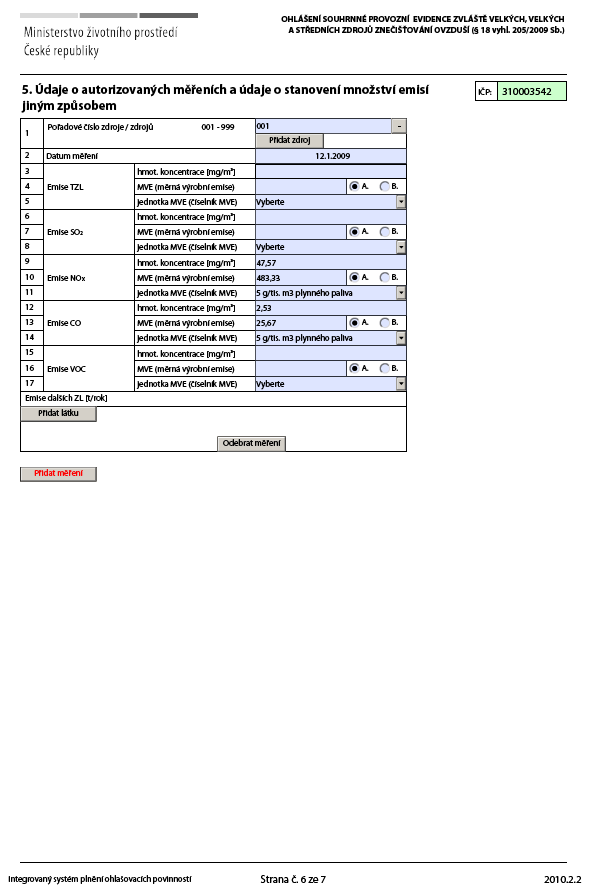 Ministerstvo životního prostředí
České republiky
OHLÁŠENÍ SOUHRNNÉ PROVOZNÍ EVIDENCE ZVLÁŠTĚ VELKÝCH, VELKÝCH
A STŘEDNÍCH ZDROJŮ ZNEČIŠŤOVÁNÍ OVZDUŠÍ (§ 18 vyhl. 205/2009 Sb.)
5. Údaje o autorizovaných měřeních a údaje o stanovení množství emisí
jiným způsobem
IČP: 310003542
1 Pořadové číslo zdroje / zdrojů 001 - 999 001 -
Přidat zdroj
2 Datum měření 12.1.2009
3 hmot. koncentrace [mg/m³]
4 Emise TZL MVE (měrná výrobní emise) A. B.
5 jednotka MVE (číselník MVE) Vyberte
6 hmot. koncentrace [mg/m³]
7 Emise SO₂ MVE (měrná výrobní emise) A. B.
8 jednotka MVE (číselník MVE) Vyberte
9 hmot. koncentrace [mg/m³] 47,57
10 Emise NOx MVE (měrná výrobní emise) 483,33 A. B.
11 jednotka MVE (číselník MVE) 5 g/tis. m3 plynného paliva
12 hmot. koncentrace [mg/m³] 2,53
13 Emise CO MVE (měrná výrobní emise) 25,67 A. B.
14 jednotka MVE (číselník MVE) 5 g/tis. m3 plynného paliva
15 hmot. koncentrace [mg/m³]
16 Emise VOC MVE (měrná výrobní emise) A. B.
17 jednotka MVE (číselník MVE) Vyberte
Emise dalších ZL [t/rok]
Přidat látku
Odebrat měření
Přidat měření
Integrovaný systém plnění ohlašovacích povinností Strana č. 6 ze 7 2010.2.2